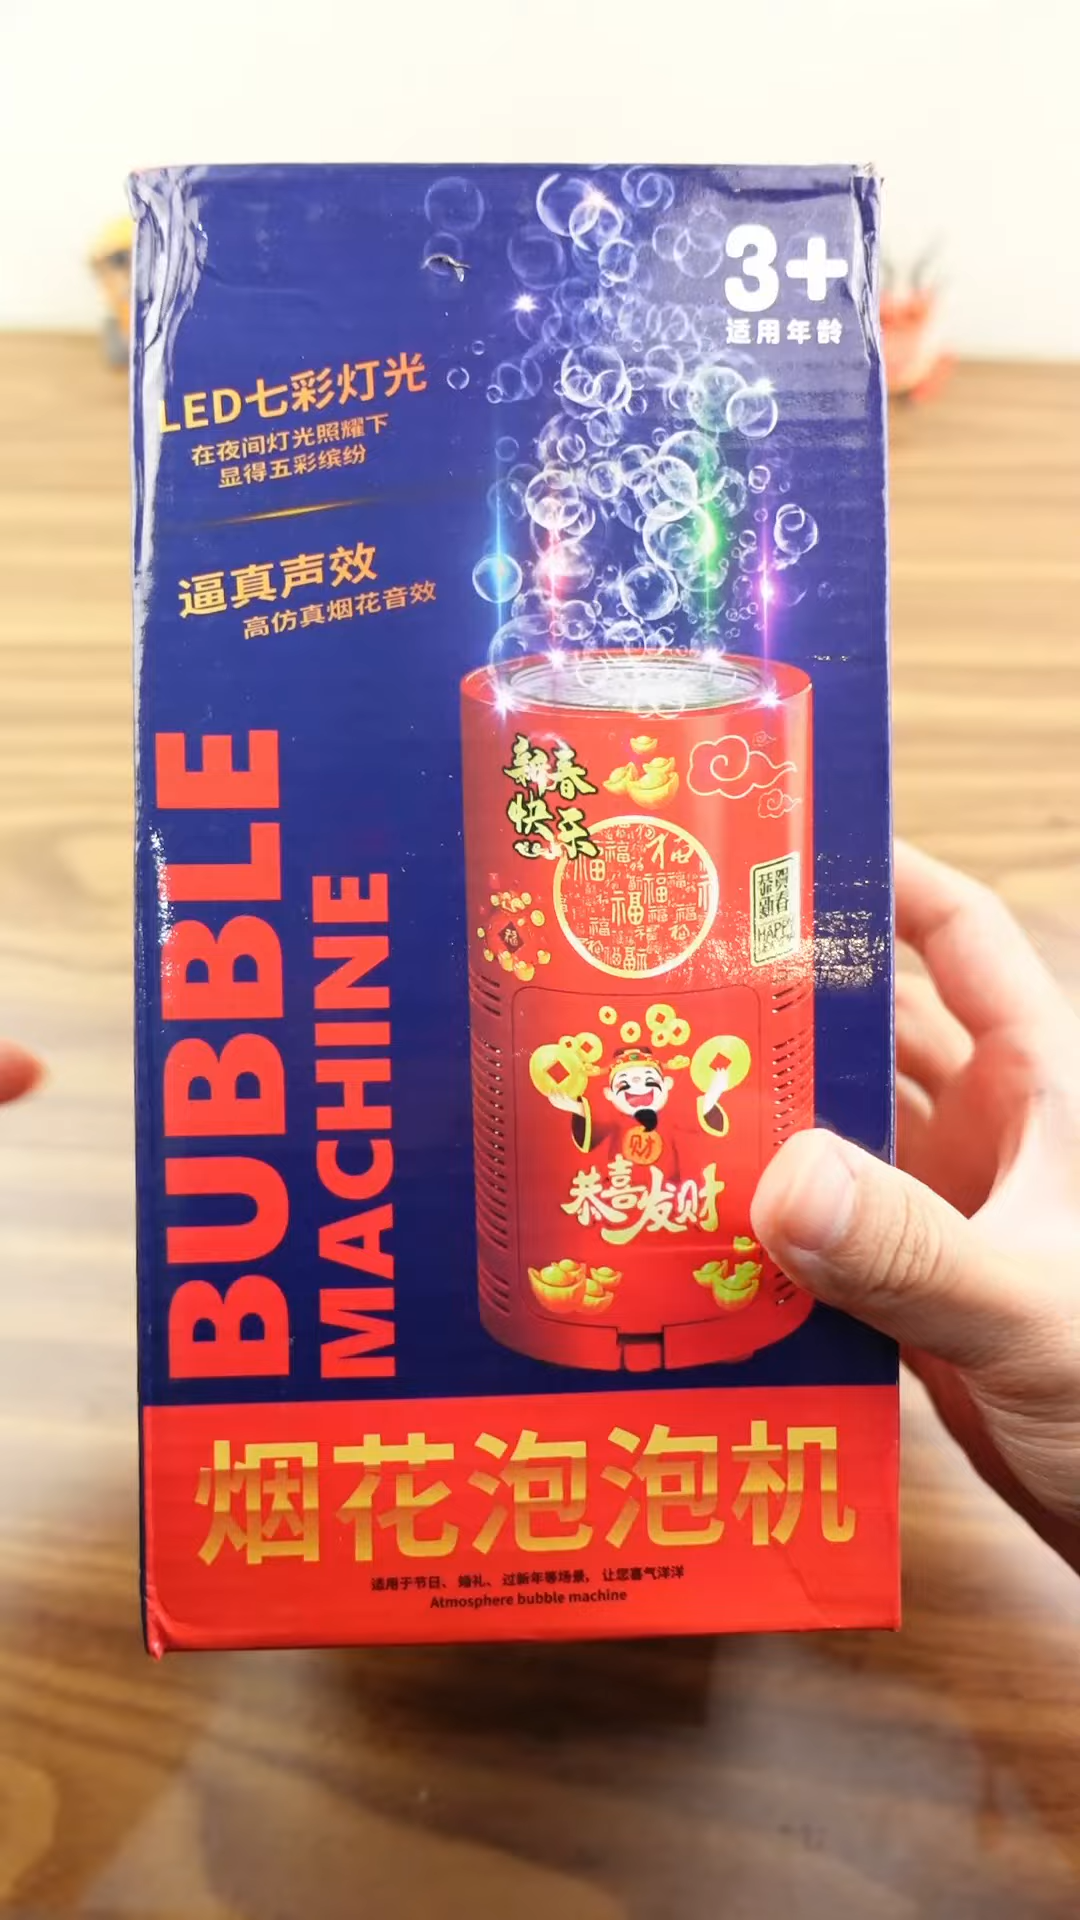 3+
适用年龄
LED七彩灯光
在夜间灯光照耀下
显得五彩缤纷
逼真声效
高仿真烟花音效
BUBBLE
MACHINE
新春
快乐
恭贺
新春
HAPPY
福
财
恭喜发财
烟花泡泡机
适用于节日、婚礼、过新年等场景，让您喜气洋洋
Atmosphere bubble machine